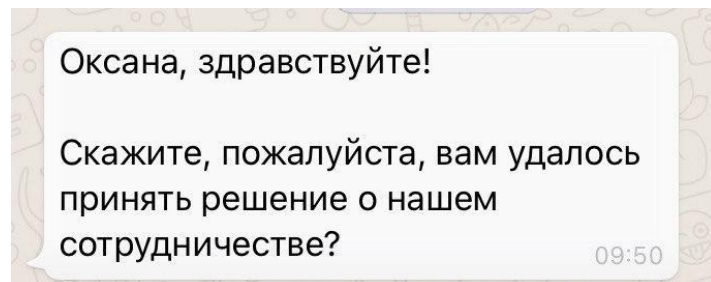 Оксана, здравствуйте!
Скажите, пожалуйста, вам удалось
принять решение о нашем
сотрудничестве?
09:50